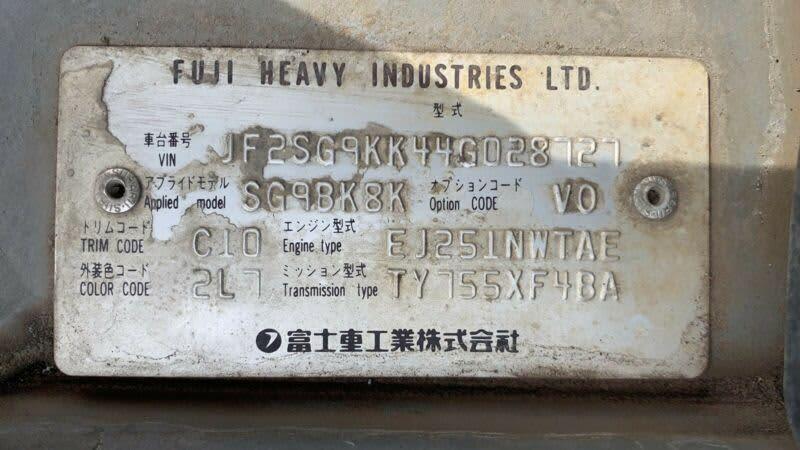 FUJI HEAVY INDUSTRIES LTD.
型式
車台番号 VIN JF2SG9KK44G028727
アプライドモデル Applied model SG9BK8K オプションコード Option CODE VO
トリムコード TRIM CODE C10 エンジン型式 Engine type EJ251NWTAE
外装色コード COLOR CODE 2L7 ミッション型式 Transmission type TY755XF4BA
富士重工業株式会社